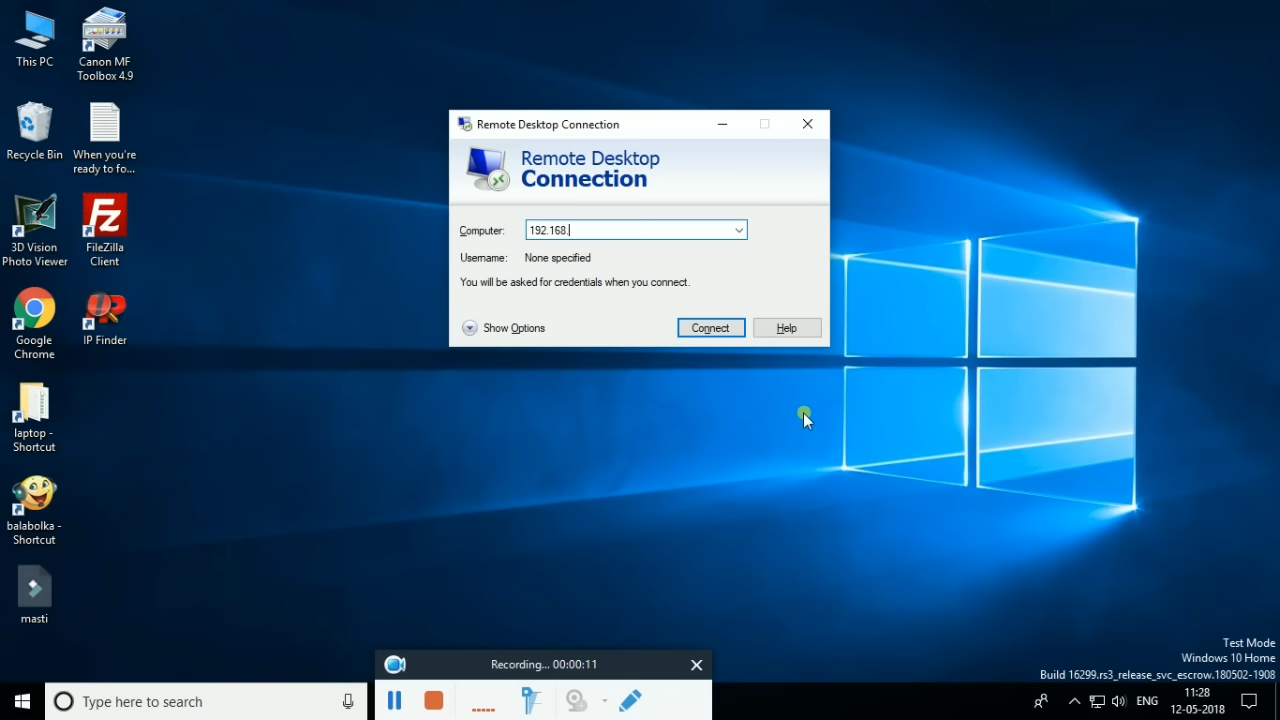 This PC
Canon MF
Toolbox 4.9
Recycle Bin
When you're
ready to fo...
3D Vision
Photo Viewer
FileZilla
Client
Google
Chrome
IP Finder
laptop -
Shortcut
balabolka -
Shortcut
masti
Remote Desktop Connection
Remote Desktop
Connection
Computer:
192.168.
Username:
None specified
You will be asked for credentials when you connect.
Show Options
Connect
Help
Recording... 00:00:11
Test Mode
Windows 10 Home
Build 16299.rs3_release_svc_escrow.180502-1908
Type here to search
ENG
11:28
12-05-2018